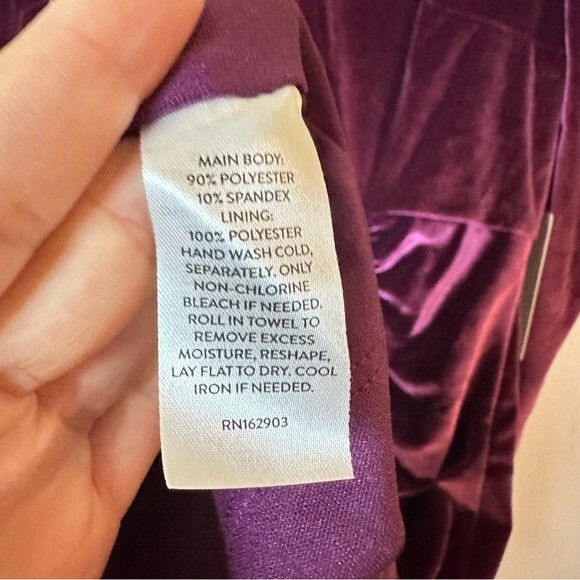 MAIN BODY:
90% POLYESTER
10% SPANDEX
LINING:
100% POLYESTER
HAND WASH COLD,
SEPARATELY. ONLY
NON-CHLORINE
BLEACH IF NEEDED.
ROLL IN TOWEL TO
REMOVE EXCESS
MOISTURE, RESHAPE,
LAY FLAT TO DRY. COOL
IRON IF NEEDED.
RN162903